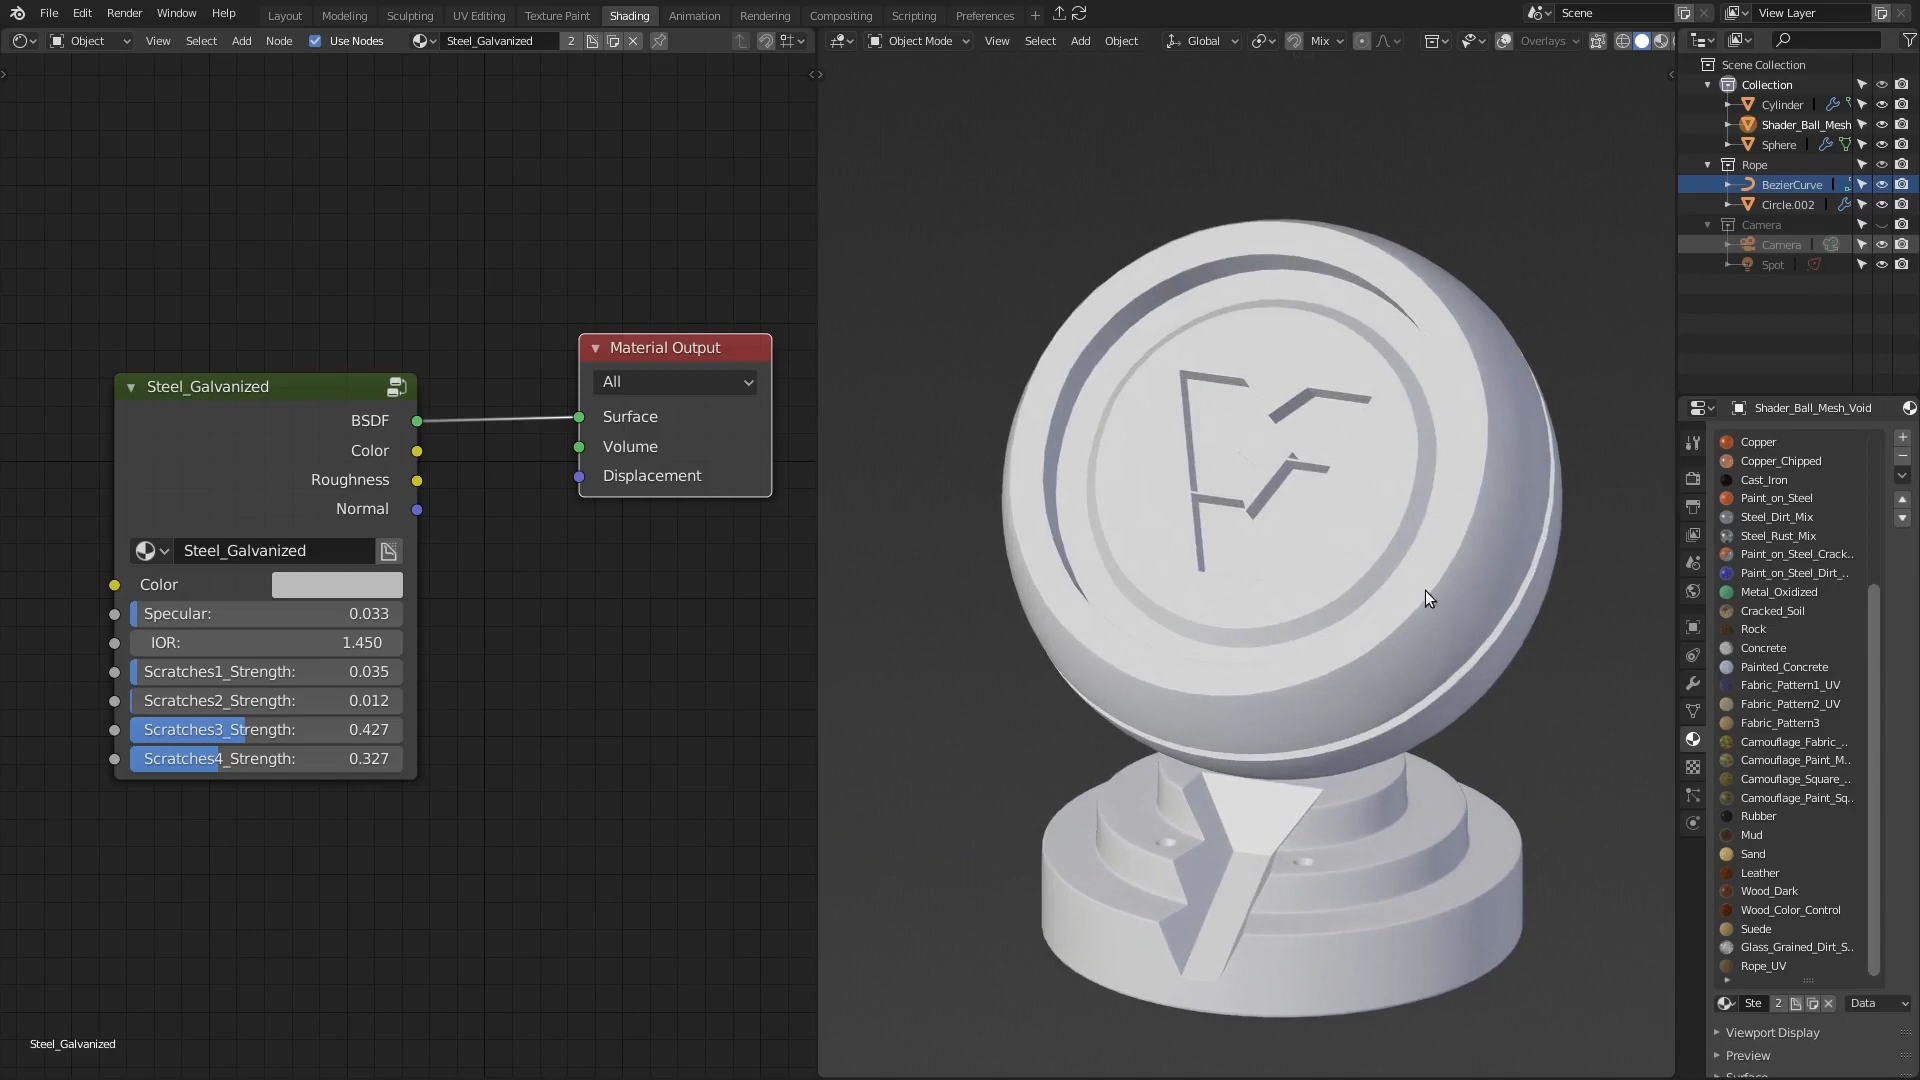 File Edit Render Window Help Layout Modeling Sculpting UV Editing Texture Paint Shading Animation Rendering Compositing Scripting Preferences + Scene View Layer
Object View Select Add Node Use Nodes Steel_Galvanized 2 Object Mode View Select Add Object Global Mix Overlays
Scene Collection
Collection
Cylinder
Shader_Ball_Mesh
Sphere
Rope
BezierCurve
Circle.002
Camera
Camera
Spot
Material Output
All
Surface
Volume
Displacement
Steel_Galvanized
BSDF
Color
Roughness
Normal
Steel_Galvanized
Color
Specular: 0.033
IOR: 1.450
Scratches1_Strength: 0.035
Scratches2_Strength: 0.012
Scratches3_Strength: 0.427
Scratches4_Strength: 0.327
Steel_Galvanized
Shader_Ball_Mesh_Void
Copper
Copper_Chipped
Cast_Iron
Paint_on_Steel
Steel_Dirt_Mix
Steel_Rust_Mix
Paint_on_Steel_Crack..
Paint_on_Steel_Dirt_..
Metal_Oxidized
Cracked_Soil
Rock
Concrete
Painted_Concrete
Fabric_Pattern1_UV
Fabric_Pattern2_UV
Fabric_Pattern3
Camouflage_Fabric_..
Camouflage_Paint_M..
Camouflage_Square_..
Camouflage_Paint_Sq..
Rubber
Mud
Sand
Leather
Wood_Dark
Wood_Color_Control
Suede
Glass_Grained_Dirt_S..
Rope_UV
Ste 2 Data
Viewport Display
Preview